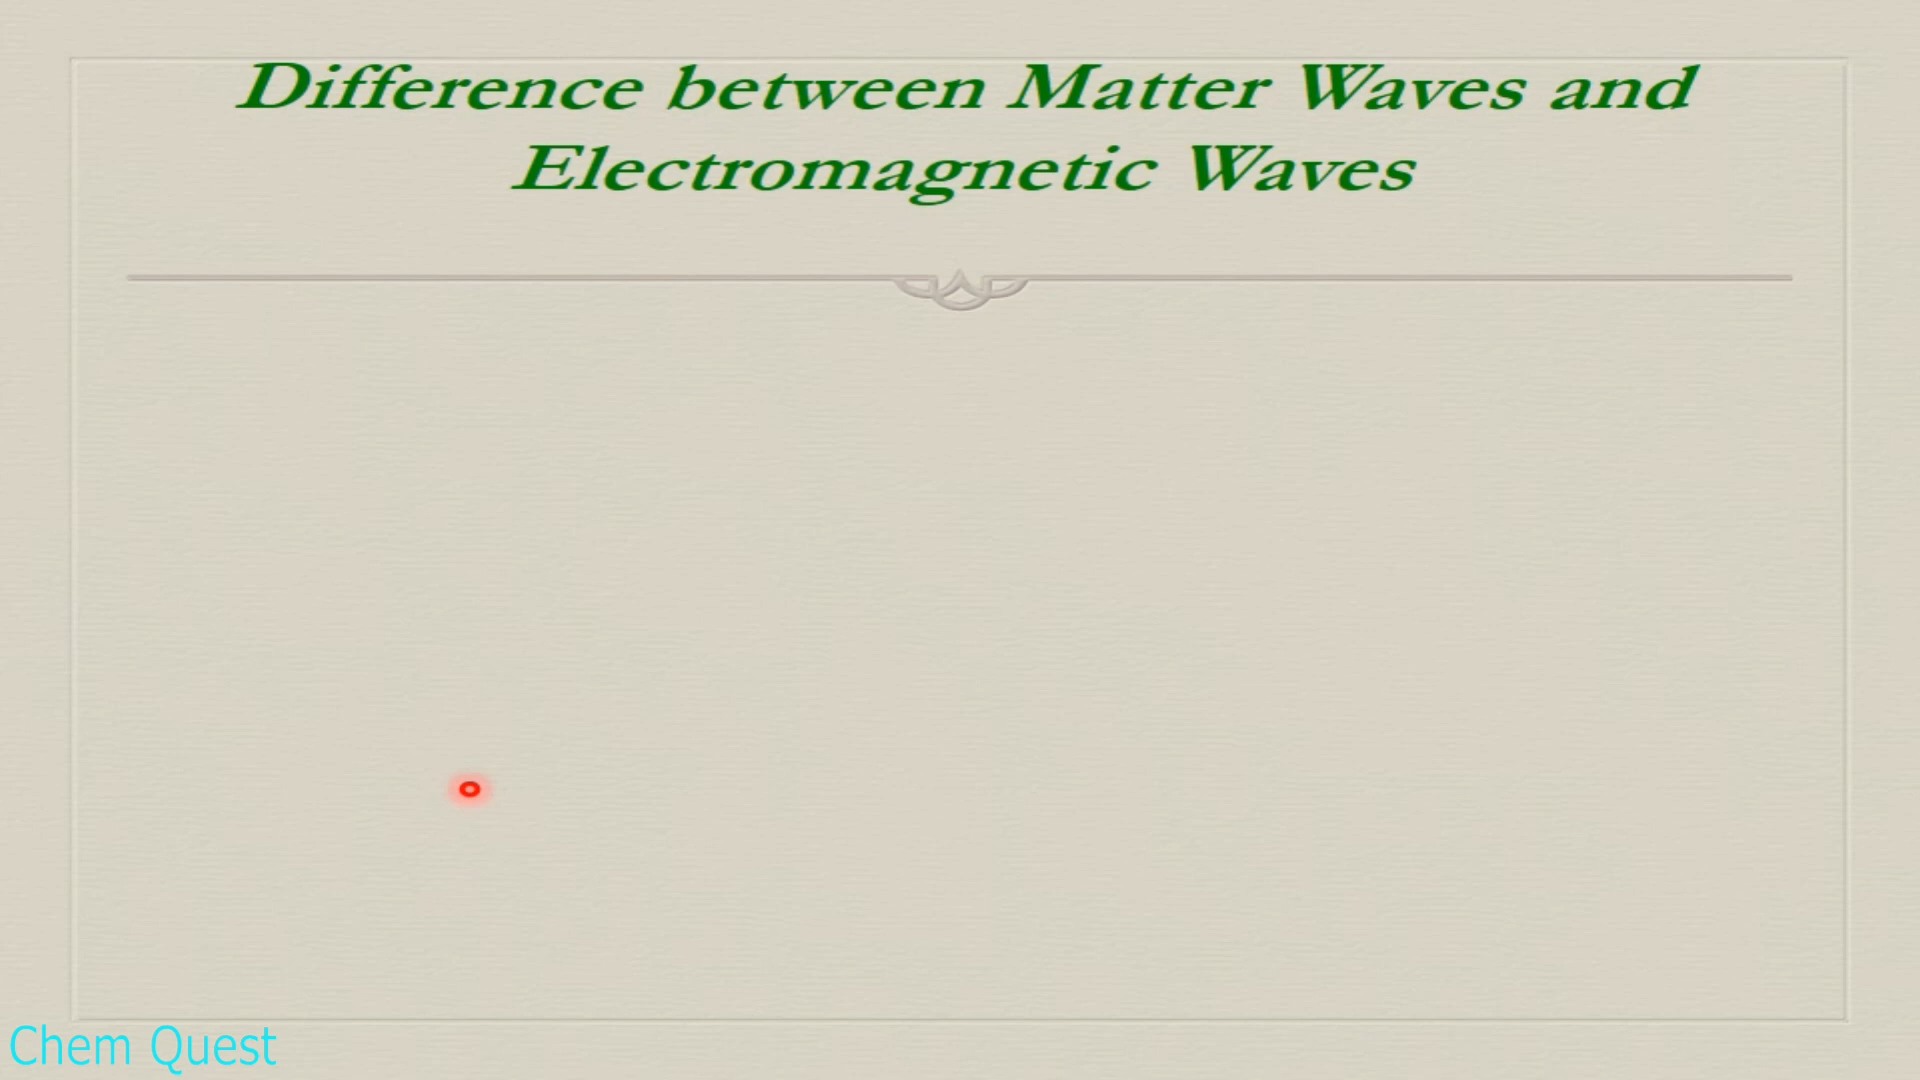 Difference between Matter Waves and
Electromagnetic Waves
Chem Quest